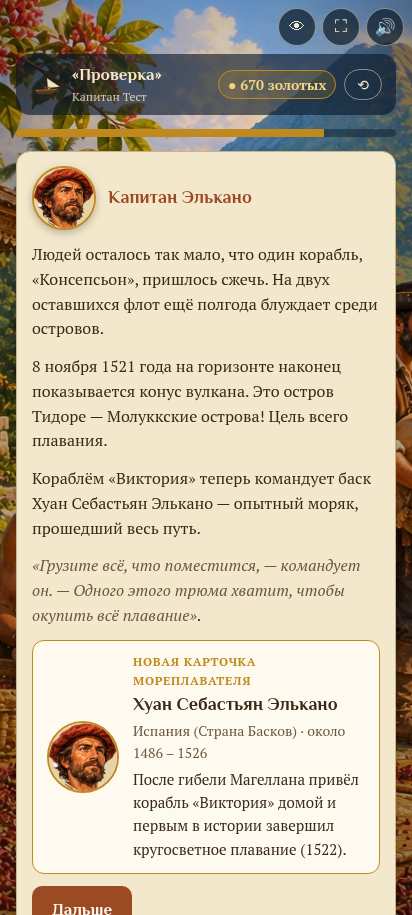 «Проверка»
Капитан Тест
● 670 золотых
Капитан Элькано
Людей осталось так мало, что один корабль,
«Консепсьон», пришлось сжечь. На двух
оставшихся флот ещё полгода блуждает среди
островов.
8 ноября 1521 года на горизонте наконец
показывается конус вулкана. Это остров
Тидоре — Молуккские острова! Цель всего
плавания.
Кораблём «Виктория» теперь командует баск
Хуан Себастьян Элькано — опытный моряк,
прошедший весь путь.
«Грузите всё, что поместится, — командует
он. — Одного этого трюма хватит, чтобы
окупить всё плавание».
НОВАЯ КАРТОЧКА
МОРЕПЛАВАТЕЛЯ
Хуан Себастьян Элькано
Испания (Страна Басков) · около
1486 – 1526
После гибели Магеллана привёл
корабль «Виктория» домой и
первым в истории завершил
кругосветное плавание (1522).
Дальше